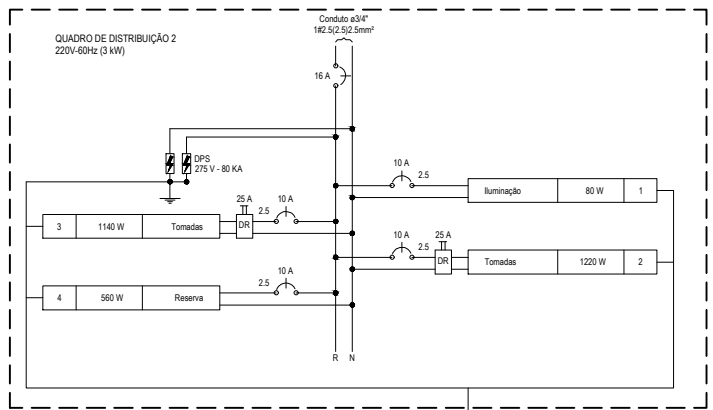 Conduto ø3/4"
1#2.5(2.5)2.5mm²
QUADRO DE DISTRIBUIÇÃO 2
220V-60Hz (3 kW)
16 A
DPS
275 V - 80 KA
10 A
2.5
Iluminação 80 W 1
25 A
10 A
2.5
3 1140 W Tomadas DR
10 A
25 A
2.5
DR Tomadas 1220 W 2
10 A
2.5
4 560 W Reserva
R N